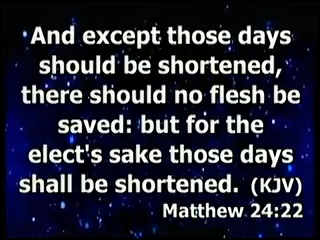 And except those days
should be shortened,
there should no flesh be
saved: but for the
elect's sake those days
shall be shortened. (KJV)
Matthew 24:22